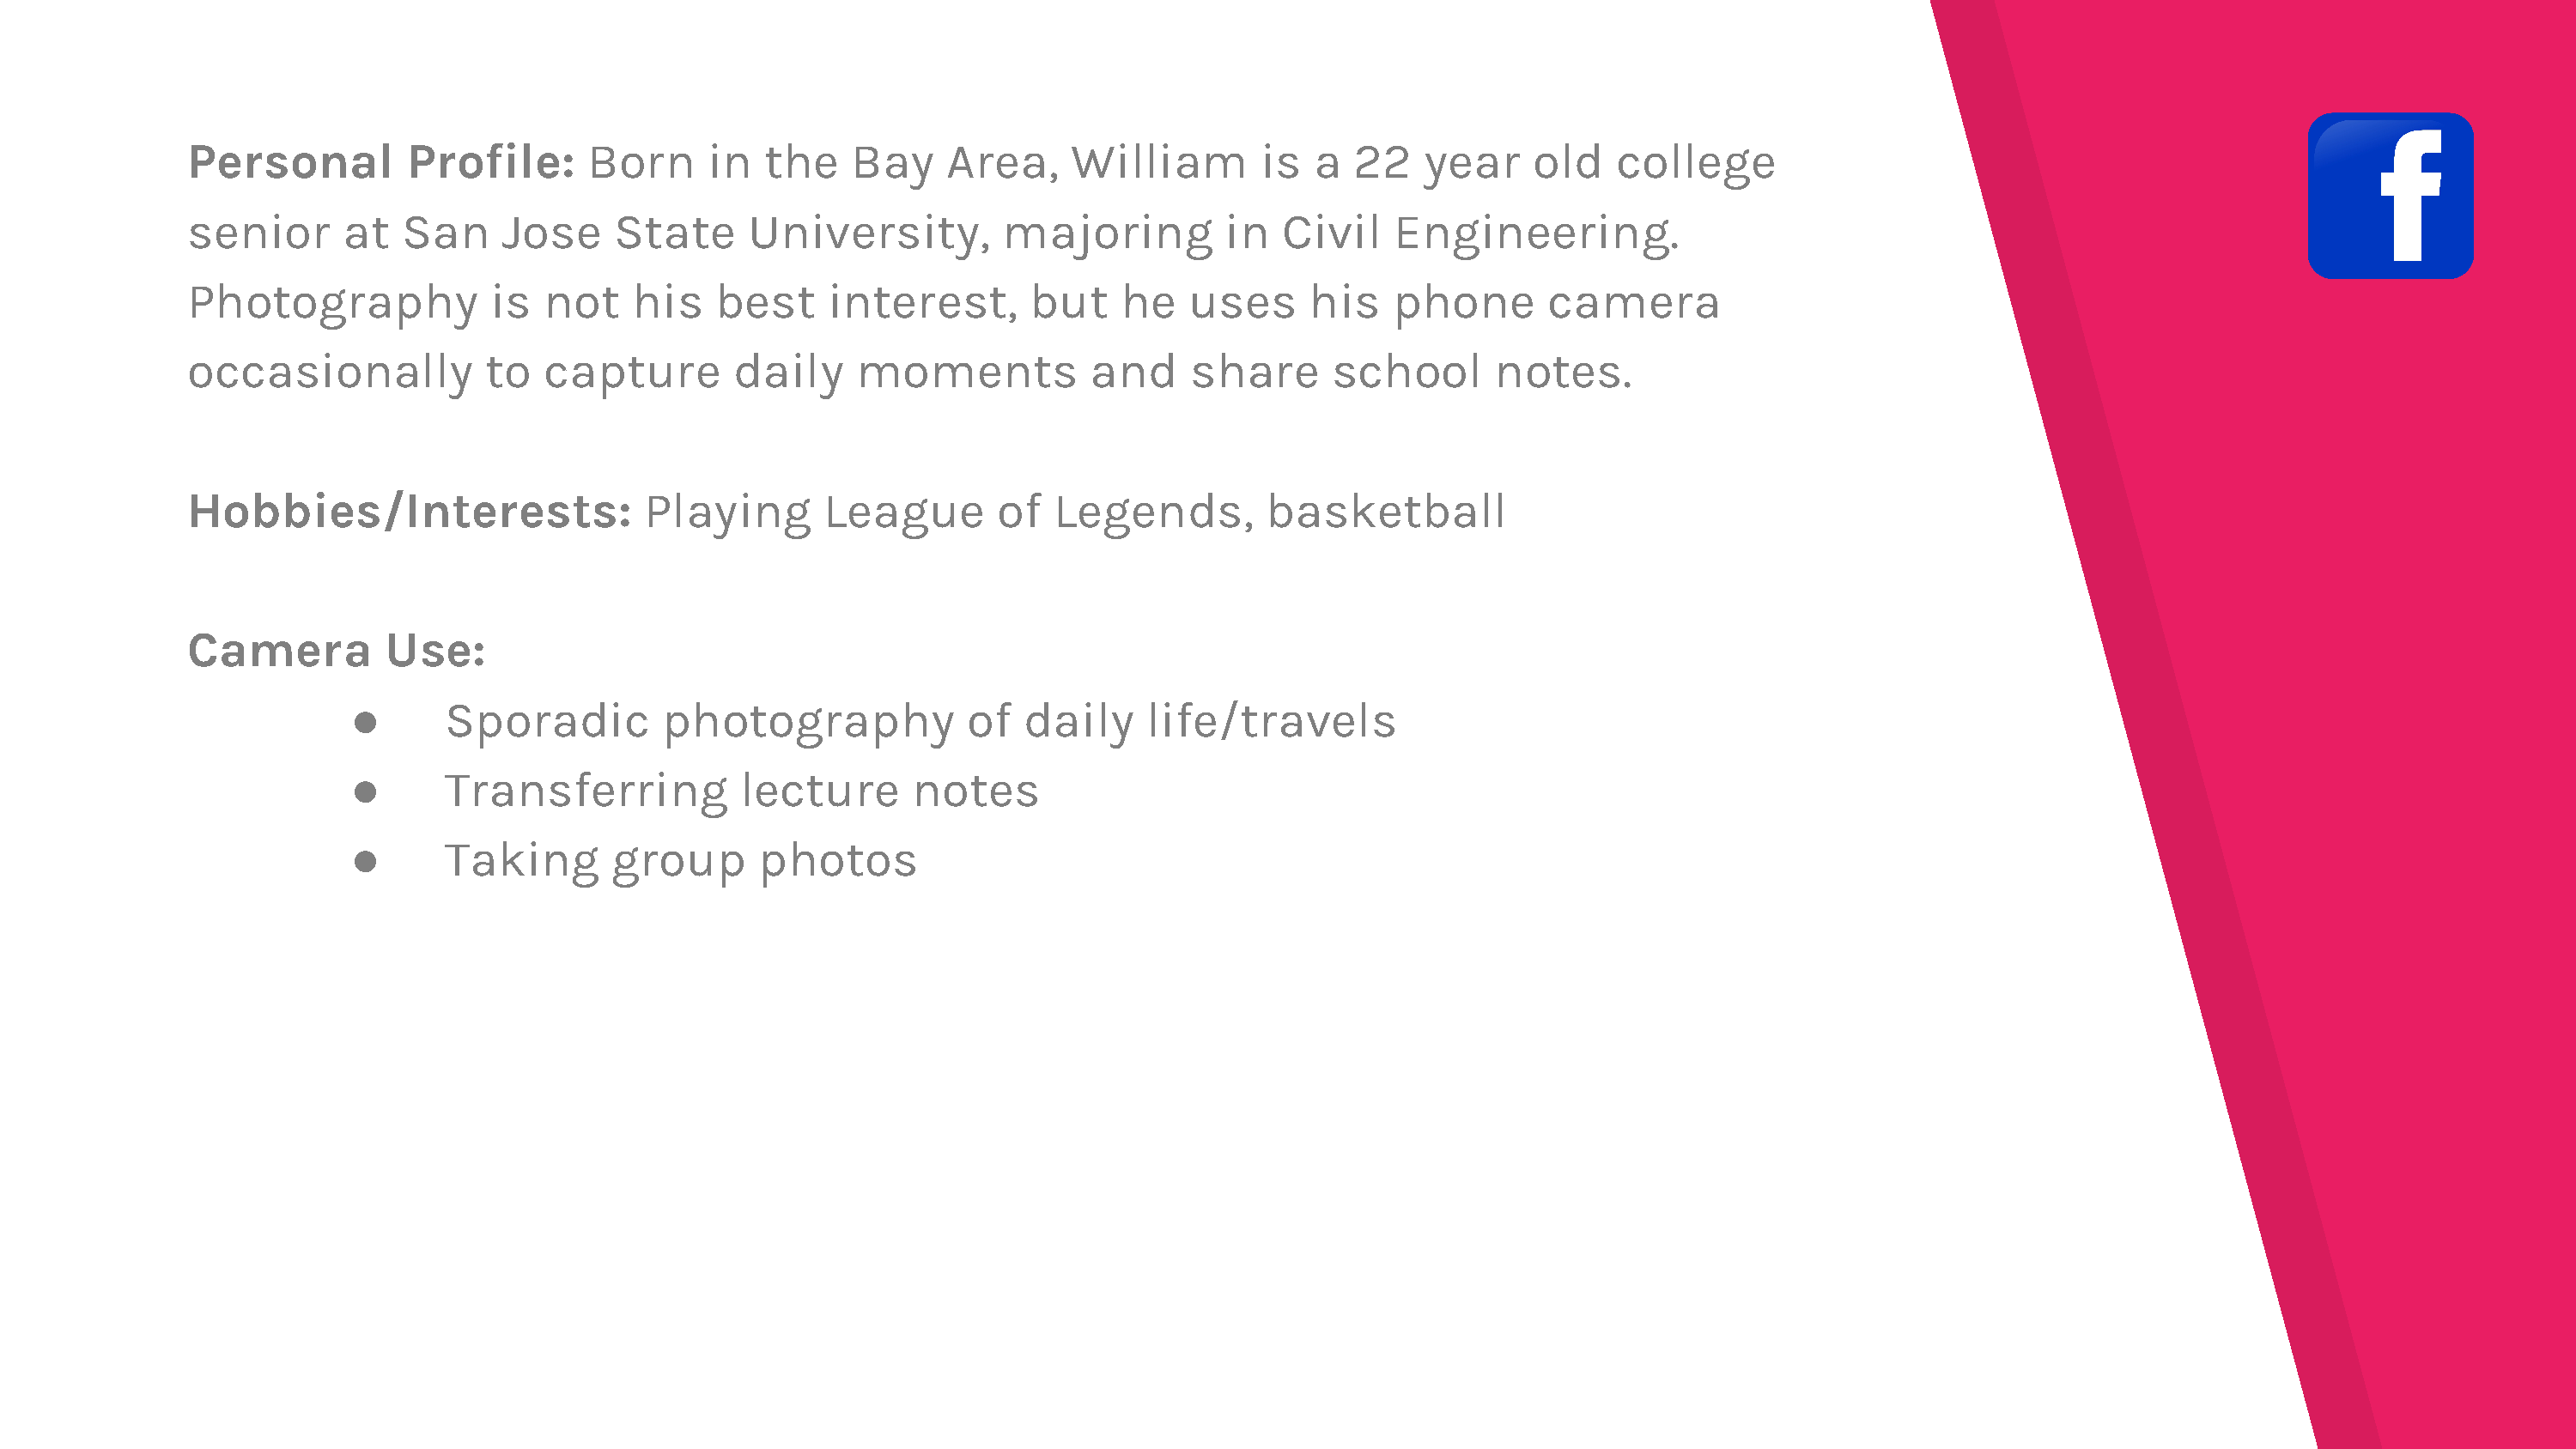 Personal Profile: Born in the Bay Area, William is a 22 year old college
senior at San Jose State University, majoring in Civil Engineering.
Photography is not his best interest, but he uses his phone camera
occasionally to capture daily moments and share school notes.
Hobbies/Interests: Playing League of Legends, basketball
Camera Use:
● Sporadic photography of daily life/travels
● Transferring lecture notes
● Taking group photos
f